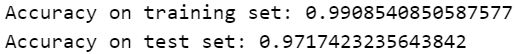 Accuracy on training set: 0.9908540850587577
Accuracy on test set: 0.9717423235643842